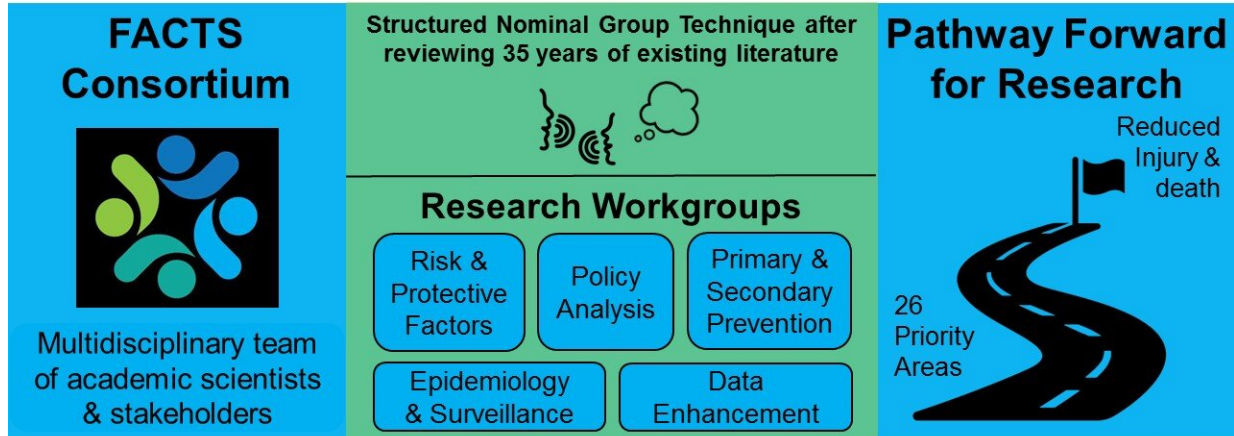 FACTS
Consortium
Multidisciplinary team
of academic scientists
& stakeholders
Structured Nominal Group Technique after
reviewing 35 years of existing literature
Research Workgroups
Risk &
Protective
Factors
Policy
Analysis
Primary &
Secondary
Prevention
Epidemiology
& Surveillance
Data
Enhancement
Pathway Forward
for Research
Reduced
Injury &
death
26
Priority
Areas